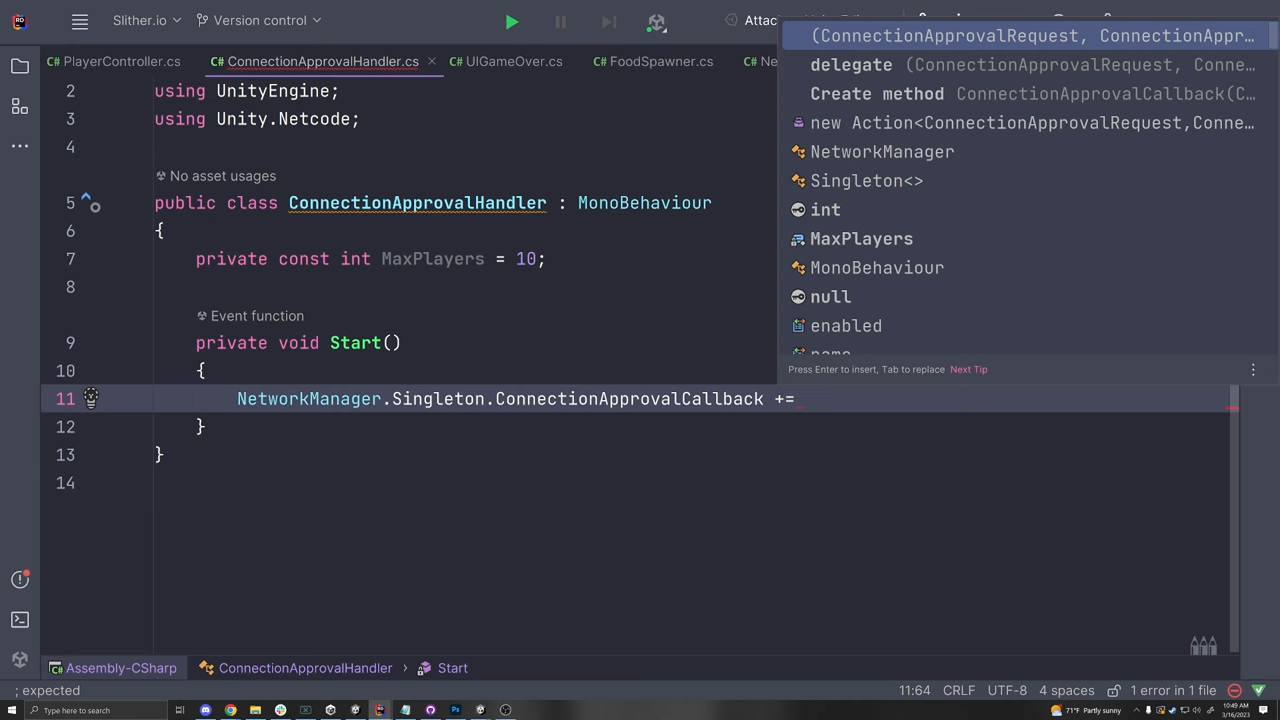 Slither.io
Version control
Attac
PlayerController.cs
ConnectionApprovalHandler.cs
UIGameOver.cs
FoodSpawner.cs
Ne
2 using UnityEngine;
3 using Unity.Netcode;
4
No asset usages
5 public class ConnectionApprovalHandler : MonoBehaviour
6 {
7 private const int MaxPlayers = 10;
8
Event function
9 private void Start()
10 {
11 NetworkManager.Singleton.ConnectionApprovalCallback +=
12 }
13 }
14
(ConnectionApprovalRequest, ConnectionAppr…
delegate (ConnectionApprovalRequest, Conne…
Create method ConnectionApprovalCallback(C…
new Action<ConnectionApprovalRequest,Conne…
NetworkManager
Singleton<>
int
MaxPlayers
MonoBehaviour
null
enabled
Press Enter to insert, Tab to replace Next Tip
Assembly-CSharp
ConnectionApprovalHandler
Start
; expected
11:64
CRLF
UTF-8
4 spaces
1 error in 1 file
Type here to search
71°F Partly sunny
10:49 AM
3/16/2023